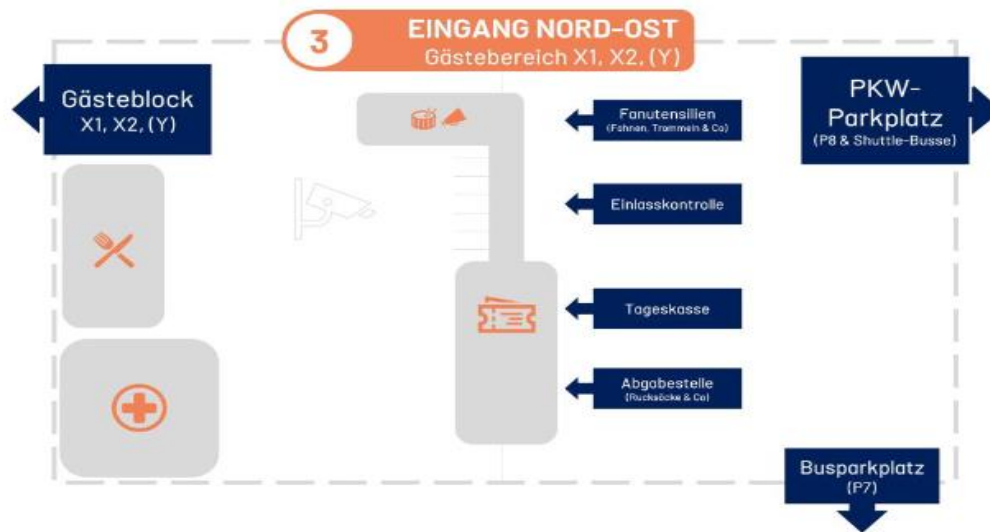 3
EINGANG NORD-OST
Gästebereich X1, X2, (Y)
Gästeblock
X1, X2, (Y)
PKW-
Parkplatz
(P8 & Shuttle-Busse)
Fanutensilien
(Fahnen, Trommeln & Co)
Einlasskontrolle
Tageskasse
Abgabestelle
(Rucksäcke & Co)
Busparkplatz
(P7)